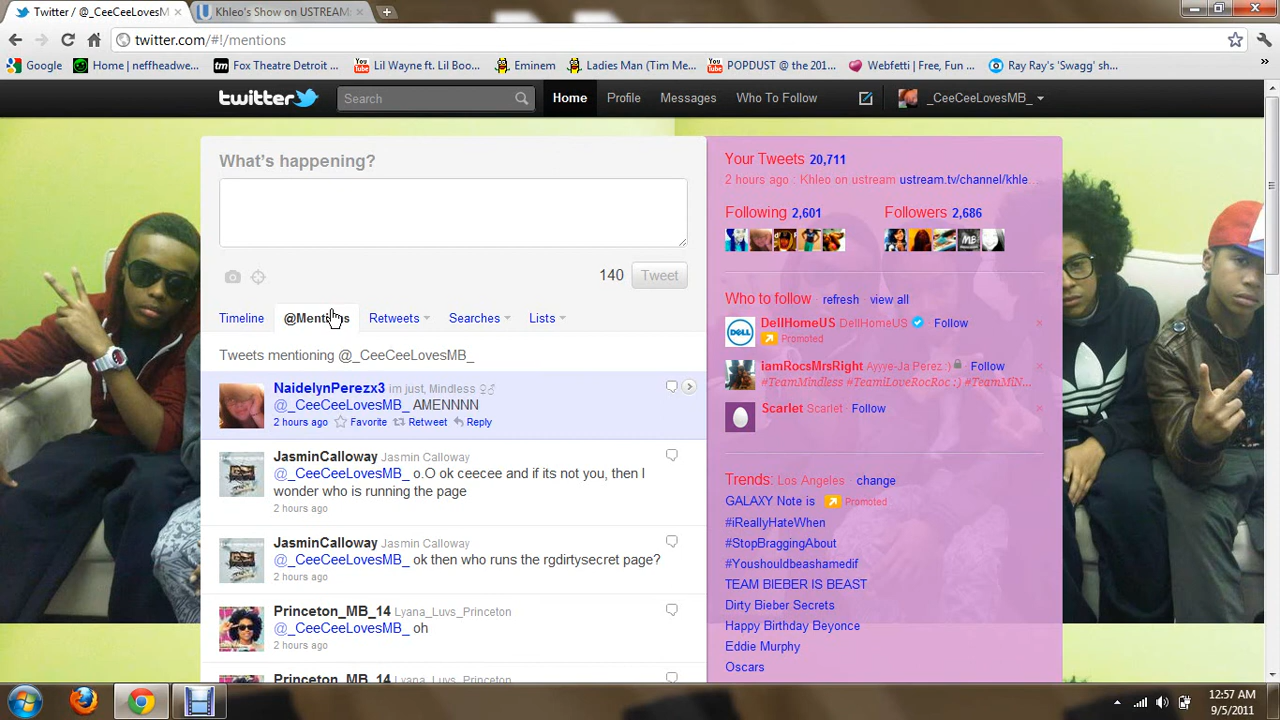 Twitter / @_CeeCeeLovesM
Khleo's Show on USTREAM:
twitter.com/#!/mentions
Google
Home | neffheadwe...
Fox Theatre Detroit ...
Lil Wayne ft. Lil Boo...
Eminem
Ladies Man (Tim Me...
POPDUST @ the 201...
Webfetti | Free, Fun ...
Ray Ray's 'Swagg' sh...
twitter
Search
Home
Profile
Messages
Who To Follow
_CeeCeeLovesMB_
What's happening?
140
Tweet
Timeline
@Mentions
Retweets
Searches
Lists
Tweets mentioning @_CeeCeeLovesMB_
NaidelynPerezx3 im just, Mindless
@_CeeCeeLovesMB_ AMENNNN
2 hours ago Favorite Retweet Reply
JasminCalloway Jasmin Calloway
@_CeeCeeLovesMB_ o.O ok ceecee and if its not you, then I
wonder who is running the page
2 hours ago
JasminCalloway Jasmin Calloway
@_CeeCeeLovesMB_ ok then who runs the rgdirtysecret page?
2 hours ago
Princeton_MB_14 Lyana_Luvs_Princeton
@_CeeCeeLovesMB_ oh
2 hours ago
Princeton_MB_14 Lyana_Luvs_Princeton
Your Tweets 20,711
2 hours ago : Khleo on ustream ustream.tv/channel/khle...
Following 2,601
Followers 2,686
Who to follow · refresh · view all
DellHomeUS DellHomeUS · Follow
Promoted
iamRocsMrsRight Ayyye-Ja Perez :) · Follow
#TeamMindless #TeamiLoveRocRoc :) #TeamMiN...
Scarlet Scarlet · Follow
Trends: Los Angeles · change
GALAXY Note is Promoted
#iReallyHateWhen
#StopBraggingAbout
#Youshouldbeashamedif
TEAM BIEBER IS BEAST
Dirty Bieber Secrets
Happy Birthday Beyonce
Eddie Murphy
Oscars
12:57 AM
9/5/2011